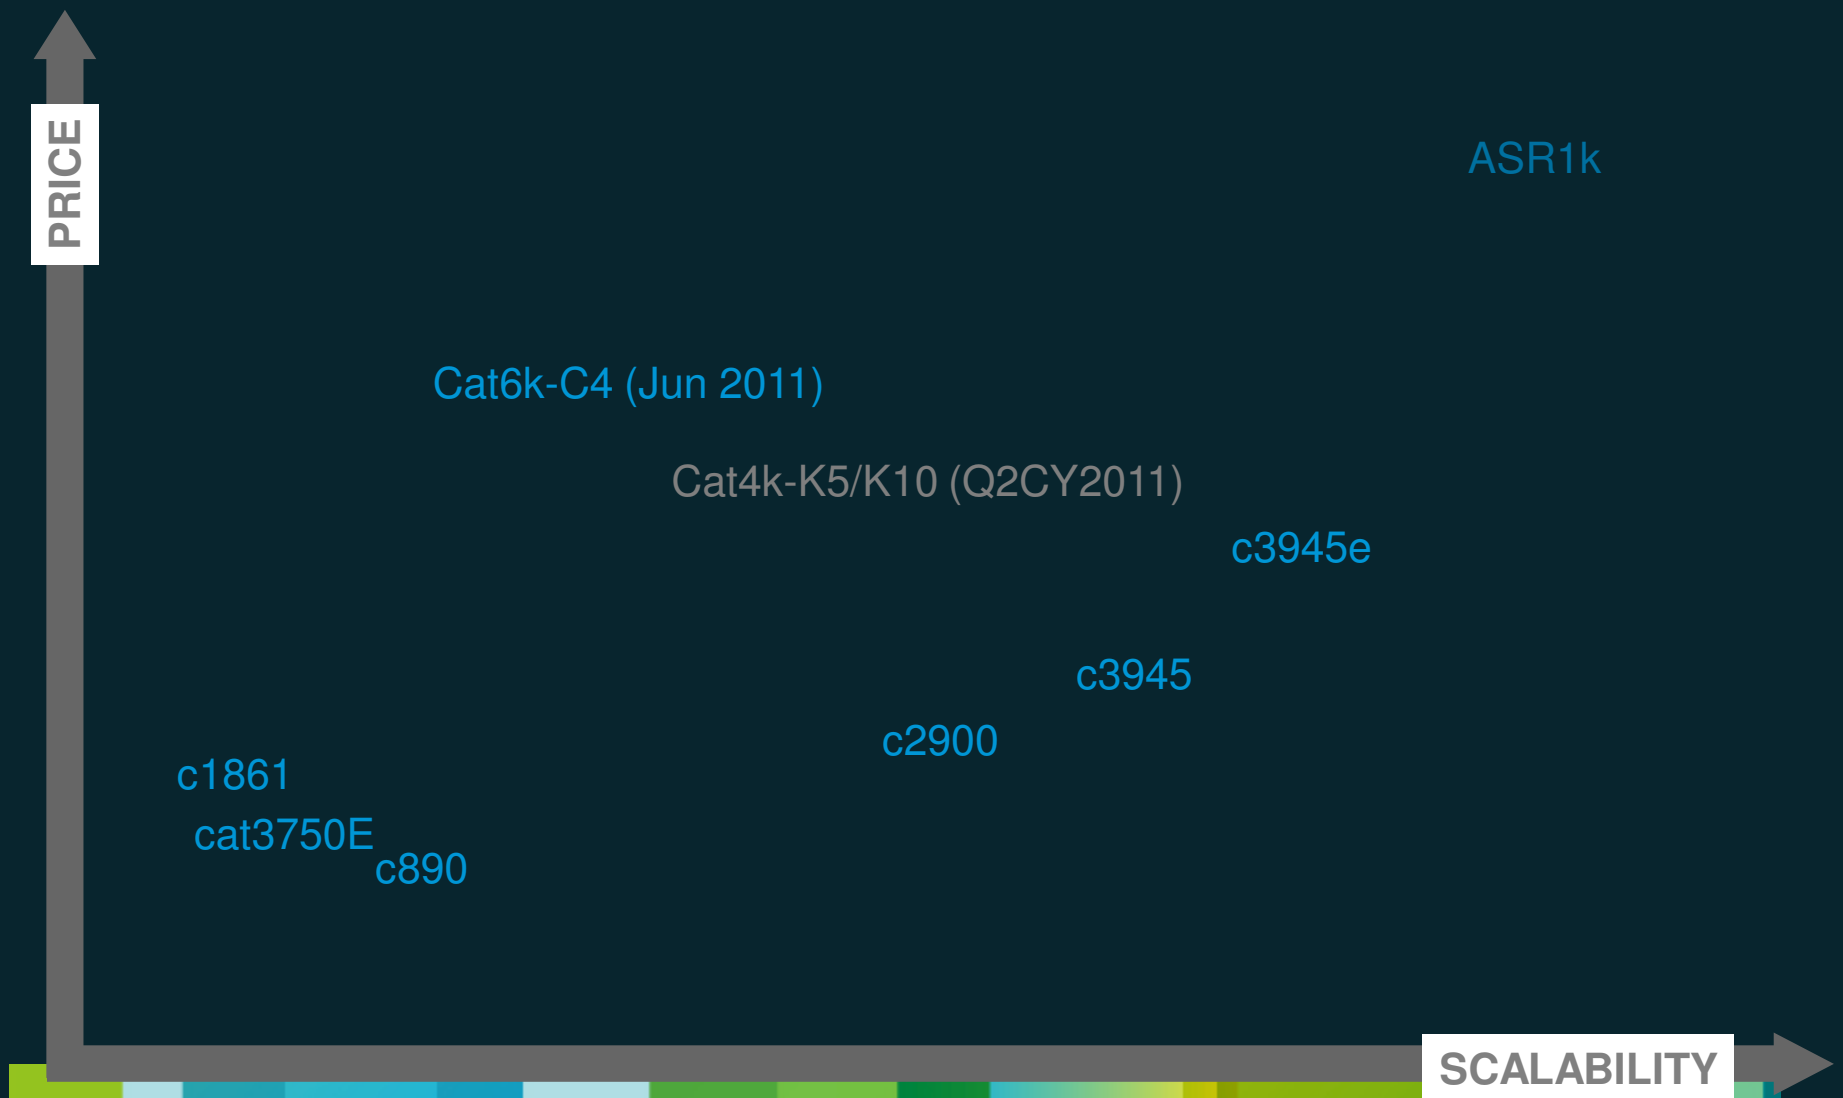 PRICE
ASR1k
Cat6k-C4 (Jun 2011)
Cat4k-K5/K10 (Q2CY2011)
c3945e
c3945
c2900
c1861
cat3750E
c890
SCALABILITY